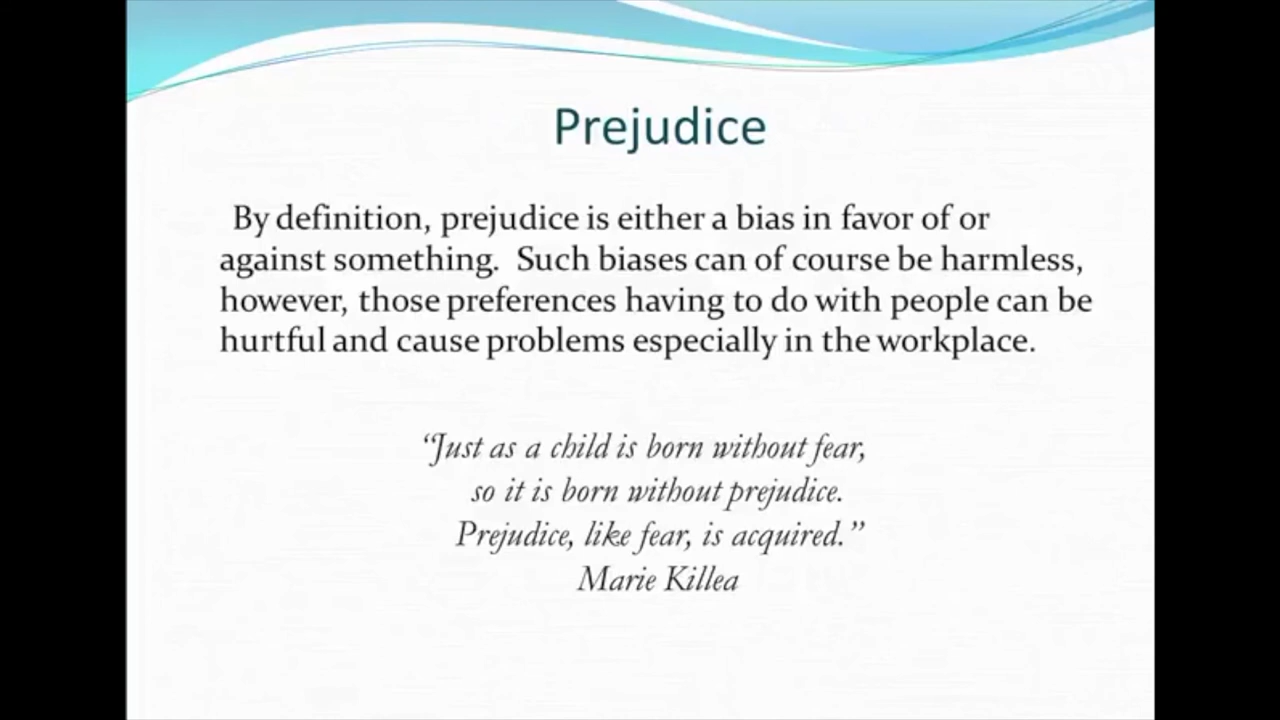 Prejudice
By definition, prejudice is either a bias in favor of or
against something.  Such biases can of course be harmless,
however, those preferences having to do with people can be
hurtful and cause problems especially in the workplace.
“Just as a child is born without fear,
so it is born without prejudice.
Prejudice, like fear, is acquired.”
Marie Killea